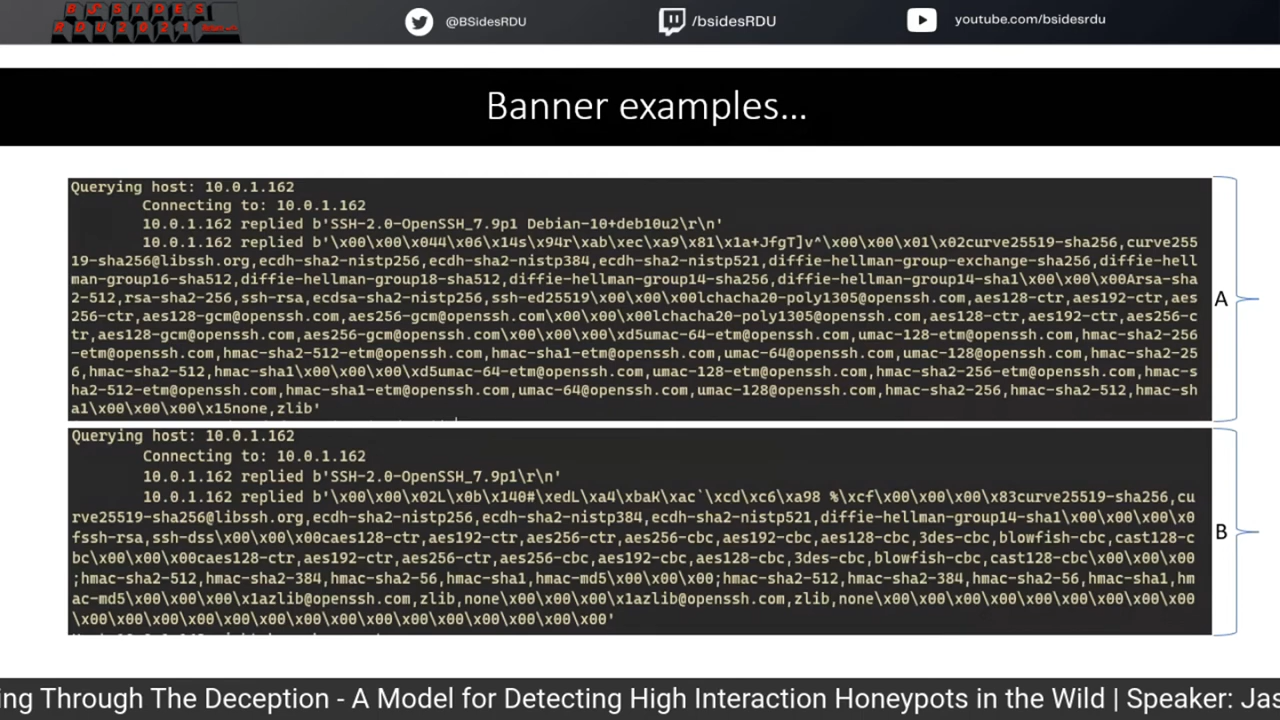 BSIDES
RDU2021
@BSidesRDU
/bsidesRDU
youtube.com/bsidesrdu
Banner examples...
Querying host: 10.0.1.162
Connecting to: 10.0.1.162
10.0.1.162 replied b'SSH-2.0-OpenSSH_7.9p1 Debian-10+deb10u2\r\n'
10.0.1.162 replied b'\x00\x00\x044\x06\x14s\x94r\xab\xec\xa9\x81\x1a+JfgT]v^\x00\x00\x01\x02curve25519-sha256,curve255
19-sha256@libssh.org,ecdh-sha2-nistp256,ecdh-sha2-nistp384,ecdh-sha2-nistp521,diffie-hellman-group-exchange-sha256,diffie-hell
man-group16-sha512,diffie-hellman-group18-sha512,diffie-hellman-group14-sha256,diffie-hellman-group14-sha1\x00\x00\x00Arsa-sha
2-512,rsa-sha2-256,ssh-rsa,ecdsa-sha2-nistp256,ssh-ed25519\x00\x00\x00lchacha20-poly1305@openssh.com,aes128-ctr,aes192-ctr,aes
256-ctr,aes128-gcm@openssh.com,aes256-gcm@openssh.com\x00\x00\x00lchacha20-poly1305@openssh.com,aes128-ctr,aes192-ctr,aes256-c
tr,aes128-gcm@openssh.com,aes256-gcm@openssh.com\x00\x00\x00\xd5umac-64-etm@openssh.com,umac-128-etm@openssh.com,hmac-sha2-256
-etm@openssh.com,hmac-sha2-512-etm@openssh.com,hmac-sha1-etm@openssh.com,umac-64@openssh.com,umac-128@openssh.com,hmac-sha2-25
6,hmac-sha2-512,hmac-sha1\x00\x00\x00\xd5umac-64-etm@openssh.com,umac-128-etm@openssh.com,hmac-sha2-256-etm@openssh.com,hmac-s
ha2-512-etm@openssh.com,hmac-sha1-etm@openssh.com,umac-64@openssh.com,umac-128@openssh.com,hmac-sha2-256,hmac-sha2-512,hmac-sh
a1\x00\x00\x00\x15none,zlib'
A
Querying host: 10.0.1.162
Connecting to: 10.0.1.162
10.0.1.162 replied b'SSH-2.0-OpenSSH_7.9p1\r\n'
10.0.1.162 replied b'\x00\x00\x02L\x0b\x140#\xedL\xa4\xbaK\xac`\xcd\xc6\xa98 %\xcf\x00\x00\x00\x83curve25519-sha256,cu
rve25519-sha256@libssh.org,ecdh-sha2-nistp256,ecdh-sha2-nistp384,ecdh-sha2-nistp521,diffie-hellman-group14-sha1\x00\x00\x00\x0
fssh-rsa,ssh-dss\x00\x00\x00caes128-ctr,aes192-ctr,aes256-ctr,aes256-cbc,aes192-cbc,aes128-cbc,3des-cbc,blowfish-cbc,cast128-c
bc\x00\x00\x00caes128-ctr,aes192-ctr,aes256-ctr,aes256-cbc,aes192-cbc,aes128-cbc,3des-cbc,blowfish-cbc,cast128-cbc\x00\x00\x00
;hmac-sha2-512,hmac-sha2-384,hmac-sha2-56,hmac-sha1,hmac-md5\x00\x00\x00;hmac-sha2-512,hmac-sha2-384,hmac-sha2-56,hmac-sha1,hm
ac-md5\x00\x00\x00\x1azlib@openssh.com,zlib,none\x00\x00\x00\x1azlib@openssh.com,zlib,none\x00\x00\x00\x00\x00\x00\x00\x00\x00
\x00\x00\x00\x00\x00\x00\x00\x00\x00\x00\x00\x00\x00'
B
ing Through The Deception - A Model for Detecting High Interaction Honeypots in the Wild | Speaker: Jas